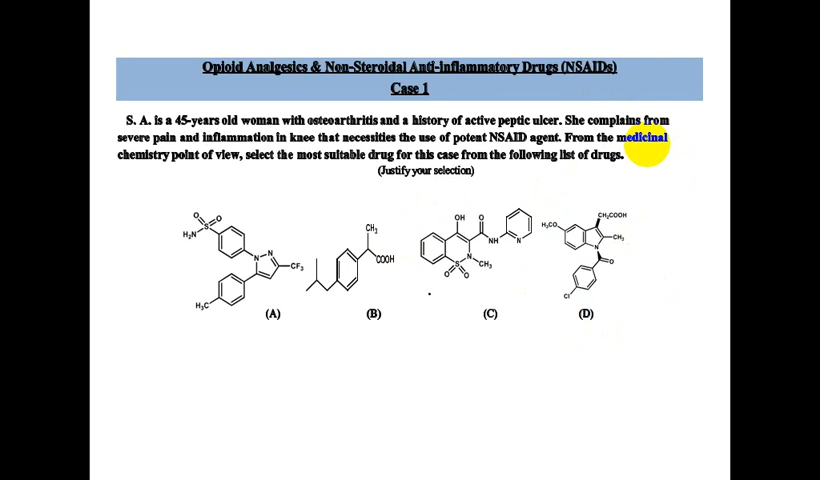 Opioid Analgesics & Non-Steroidal Anti-inflammatory Drugs (NSAIDs)
Case 1
S. A. is a 45-years old woman with osteoarthritis and a history of active peptic ulcer. She complains from
severe pain and inflammation in knee that necessities the use of potent NSAID agent. From the medicinal
chemistry point of view, select the most suitable drug for this case from the following list of drugs.
(Justify your selection)
H2N
S
O
O
N
N
CF3
H3C
(A)
CH3
COOH
(B)
OH
O
NH
N
S
O
O
N
CH3
(C)
H3CO
CH2COOH
CH3
N
O
Cl
(D)